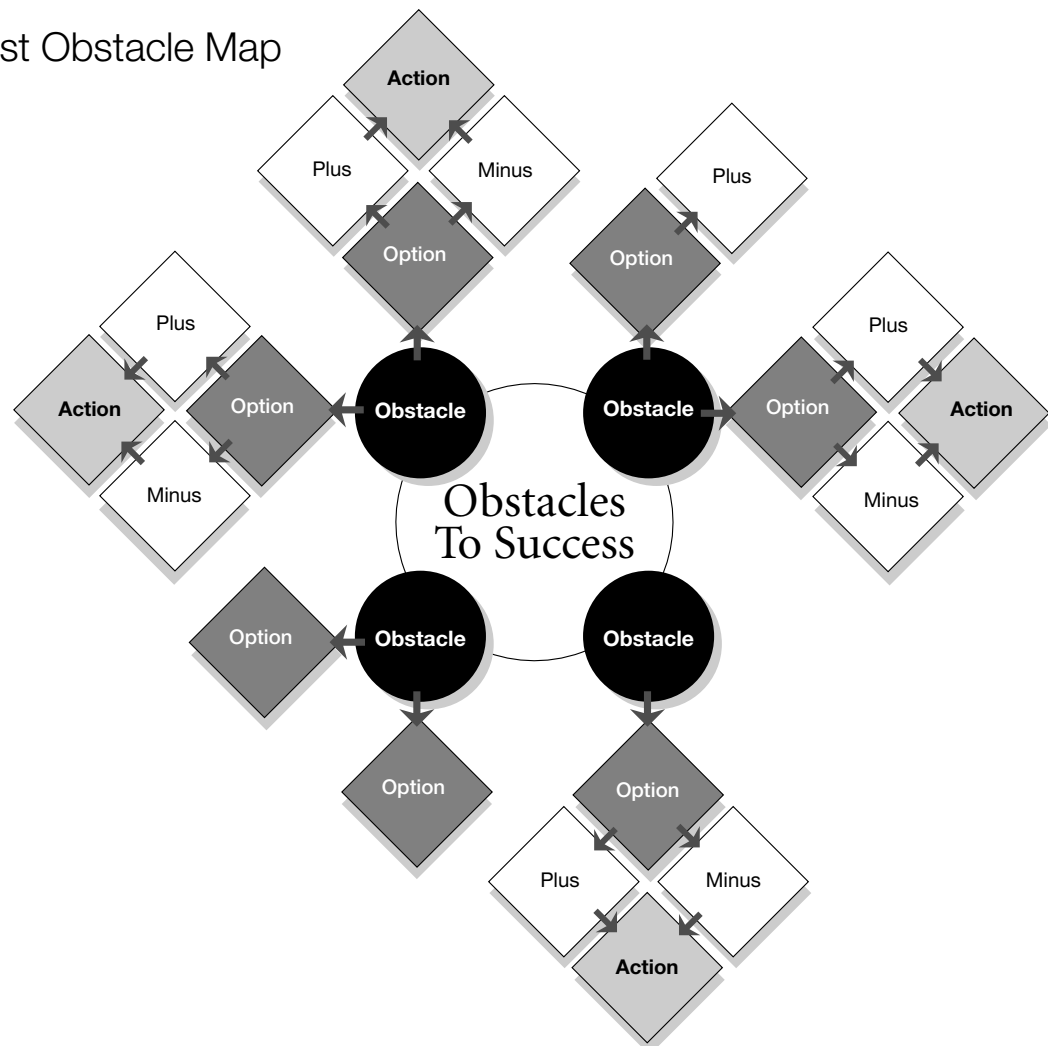 st Obstacle Map
Action
Plus
Minus
Option
Plus
Option
Plus
Action
Option
Minus
Obstacle
Obstacle
Plus
Option
Action
Minus
Obstacles
To Success
Obstacle
Obstacle
Option
Option
Option
Plus
Minus
Action